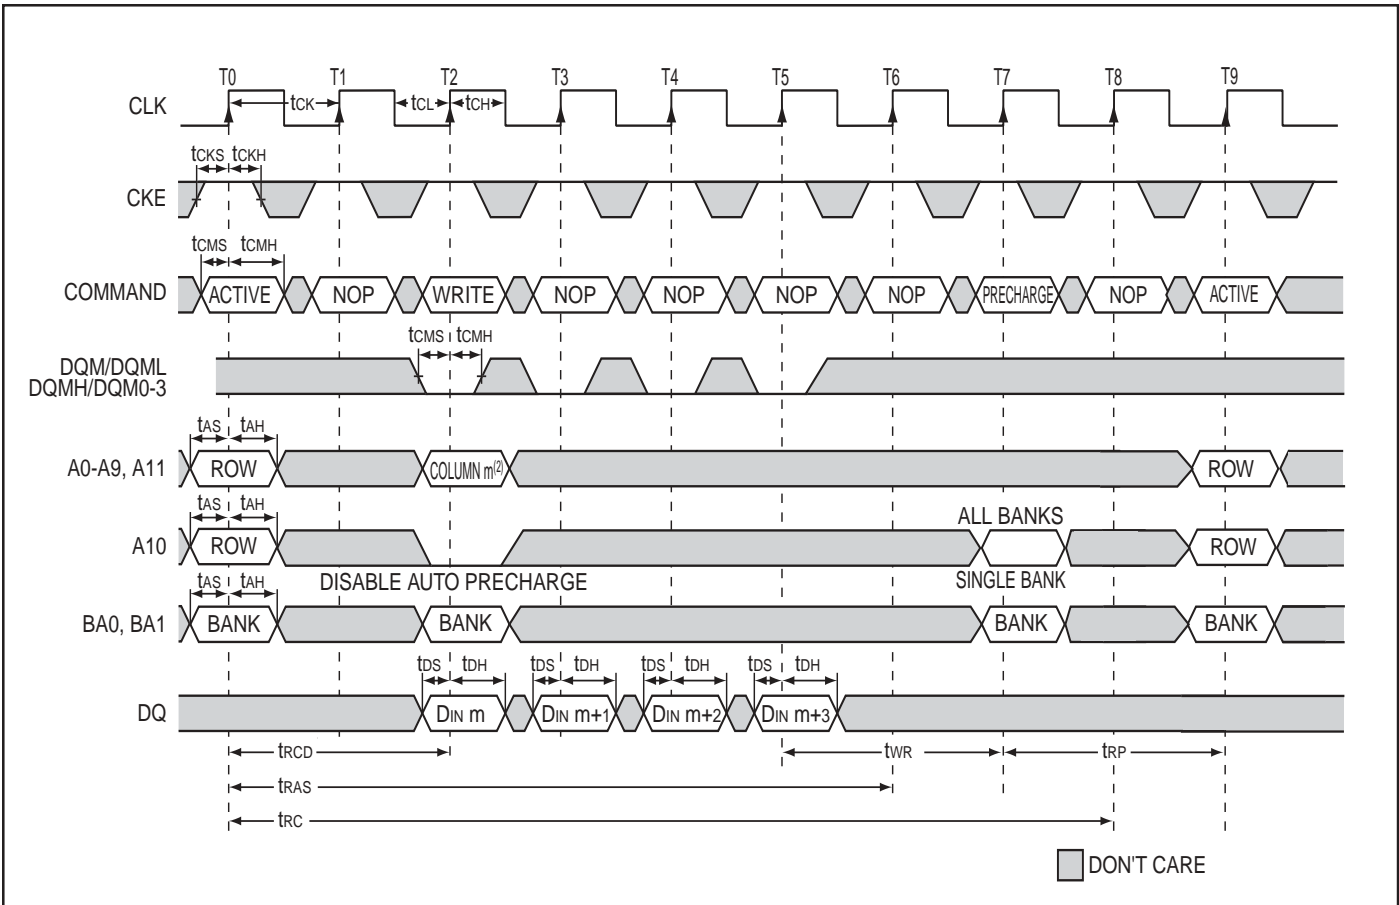 T0 T1 T2 T3 T4 T5 T6 T7 T8 T9
CLK tCK tCL tCH
tCKS tCKH
CKE
tCMS tCMH
COMMAND ACTIVE NOP WRITE NOP NOP NOP NOP PRECHARGE NOP ACTIVE
tCMS tCMH
DQM/DQML
DQMH/DQM0-3
tAS tAH
A0-A9, A11 ROW COLUMN m(2) ROW
tAS tAH
ALL BANKS
A10 ROW ROW
tAS tAH DISABLE AUTO PRECHARGE SINGLE BANK
BA0, BA1 BANK BANK BANK BANK
tDS tDH tDS tDH tDS tDH tDS tDH
DQ DIN m DIN m+1 DIN m+2 DIN m+3
tRCD tWR tRP
tRAS
tRC
DON'T CARE